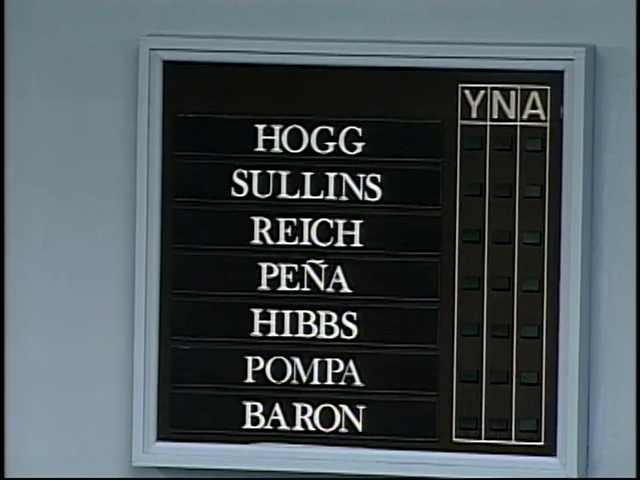 YNA
HOGG
SULLINS
REICH
PEÑA
HIBBS
POMPA
BARON